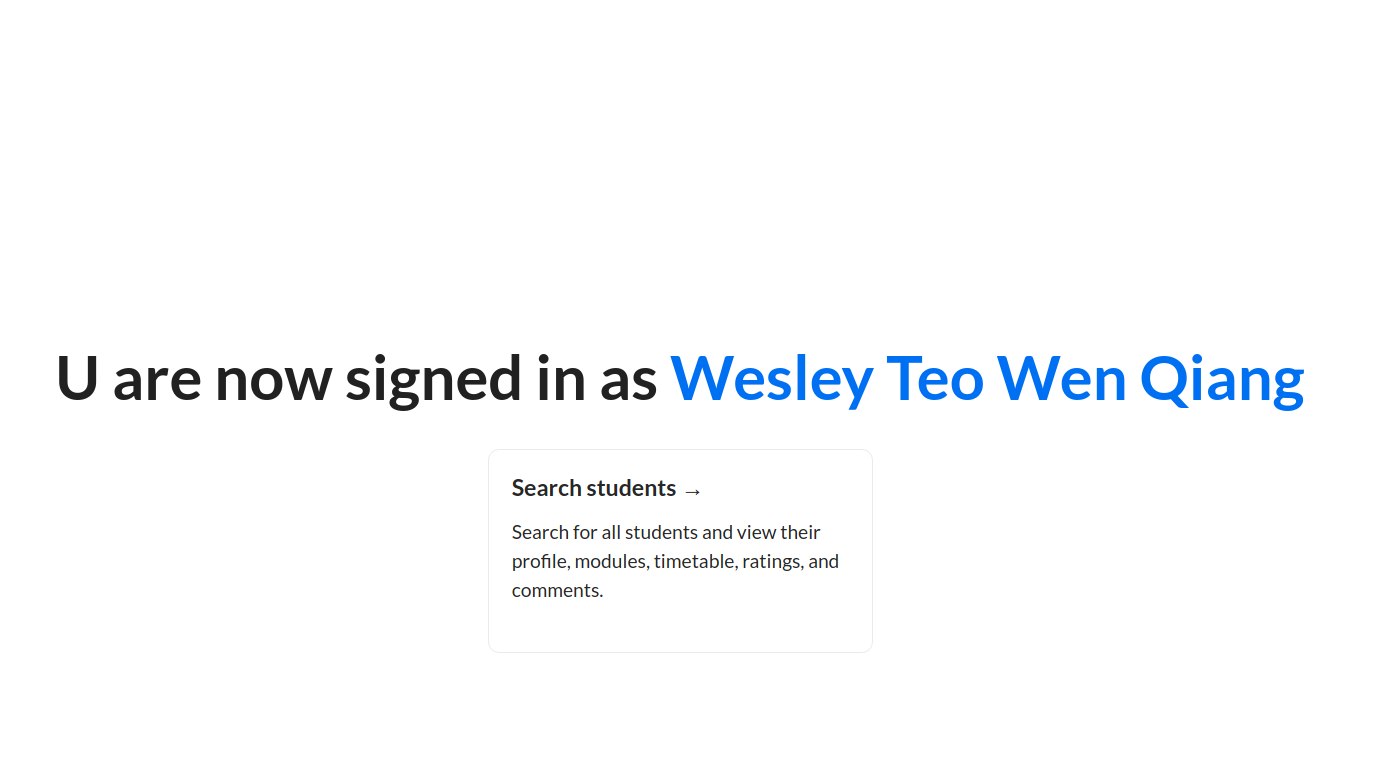 U are now signed in as Wesley Teo Wen Qiang
Search students →
Search for all students and view their
profile, modules, timetable, ratings, and
comments.